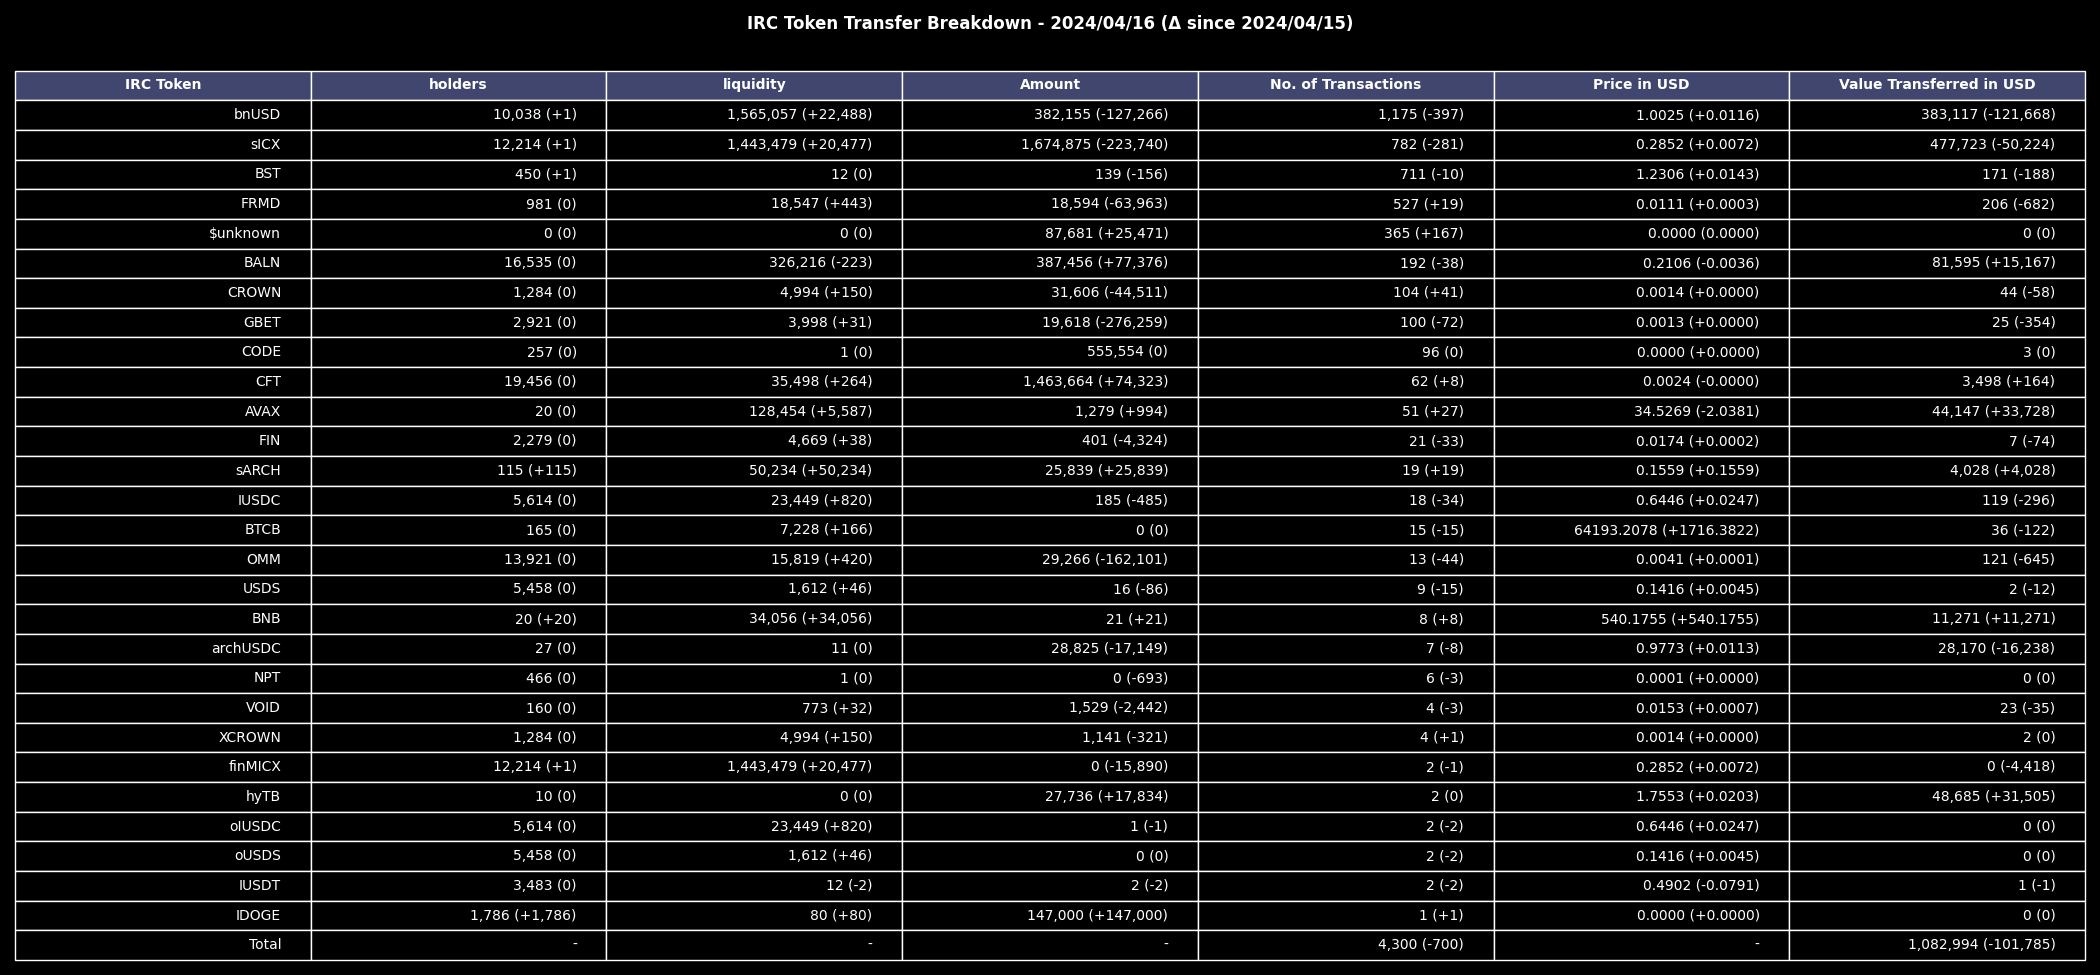 IRC Token Transfer Breakdown - 2024/04/16 (Δ since 2024/04/15)
IRC Token holders liquidity Amount No. of Transactions Price in USD Value Transferred in USD
bnUSD 10,038 (+1) 1,565,057 (+22,488) 382,155 (-127,266) 1,175 (-397) 1.0025 (+0.0116) 383,117 (-121,668)
sICX 12,214 (+1) 1,443,479 (+20,477) 1,674,875 (-223,740) 782 (-281) 0.2852 (+0.0072) 477,723 (-50,224)
BST 450 (+1) 12 (0) 139 (-156) 711 (-10) 1.2306 (+0.0143) 171 (-188)
FRMD 981 (0) 18,547 (+443) 18,594 (-63,963) 527 (+19) 0.0111 (+0.0003) 206 (-682)
$unknown 0 (0) 0 (0) 87,681 (+25,471) 365 (+167) 0.0000 (0.0000) 0 (0)
BALN 16,535 (0) 326,216 (-223) 387,456 (+77,376) 192 (-38) 0.2106 (-0.0036) 81,595 (+15,167)
CROWN 1,284 (0) 4,994 (+150) 31,606 (-44,511) 104 (+41) 0.0014 (+0.0000) 44 (-58)
GBET 2,921 (0) 3,998 (+31) 19,618 (-276,259) 100 (-72) 0.0013 (+0.0000) 25 (-354)
CODE 257 (0) 1 (0) 555,554 (0) 96 (0) 0.0000 (+0.0000) 3 (0)
CFT 19,456 (0) 35,498 (+264) 1,463,664 (+74,323) 62 (+8) 0.0024 (-0.0000) 3,498 (+164)
AVAX 20 (0) 128,454 (+5,587) 1,279 (+994) 51 (+27) 34.5269 (-2.0381) 44,147 (+33,728)
FIN 2,279 (0) 4,669 (+38) 401 (-4,324) 21 (-33) 0.0174 (+0.0002) 7 (-74)
sARCH 115 (+115) 50,234 (+50,234) 25,839 (+25,839) 19 (+19) 0.1559 (+0.1559) 4,028 (+4,028)
IUSDC 5,614 (0) 23,449 (+820) 185 (-485) 18 (-34) 0.6446 (+0.0247) 119 (-296)
BTCB 165 (0) 7,228 (+166) 0 (0) 15 (-15) 64193.2078 (+1716.3822) 36 (-122)
OMM 13,921 (0) 15,819 (+420) 29,266 (-162,101) 13 (-44) 0.0041 (+0.0001) 121 (-645)
USDS 5,458 (0) 1,612 (+46) 16 (-86) 9 (-15) 0.1416 (+0.0045) 2 (-12)
BNB 20 (+20) 34,056 (+34,056) 21 (+21) 8 (+8) 540.1755 (+540.1755) 11,271 (+11,271)
archUSDC 27 (0) 11 (0) 28,825 (-17,149) 7 (-8) 0.9773 (+0.0113) 28,170 (-16,238)
NPT 466 (0) 1 (0) 0 (-693) 6 (-3) 0.0001 (+0.0000) 0 (0)
VOID 160 (0) 773 (+32) 1,529 (-2,442) 4 (-3) 0.0153 (+0.0007) 23 (-35)
XCROWN 1,284 (0) 4,994 (+150) 1,141 (-321) 4 (+1) 0.0014 (+0.0000) 2 (0)
finMICX 12,214 (+1) 1,443,479 (+20,477) 0 (-15,890) 2 (-1) 0.2852 (+0.0072) 0 (-4,418)
hyTB 10 (0) 0 (0) 27,736 (+17,834) 2 (0) 1.7553 (+0.0203) 48,685 (+31,505)
oIUSDC 5,614 (0) 23,449 (+820) 1 (-1) 2 (-2) 0.6446 (+0.0247) 0 (0)
oUSDS 5,458 (0) 1,612 (+46) 0 (0) 2 (-2) 0.1416 (+0.0045) 0 (0)
IUSDT 3,483 (0) 12 (-2) 2 (-2) 2 (-2) 0.4902 (-0.0791) 1 (-1)
IDOGE 1,786 (+1,786) 80 (+80) 147,000 (+147,000) 1 (+1) 0.0000 (+0.0000) 0 (0)
Total - - - 4,300 (-700) - 1,082,994 (-101,785)